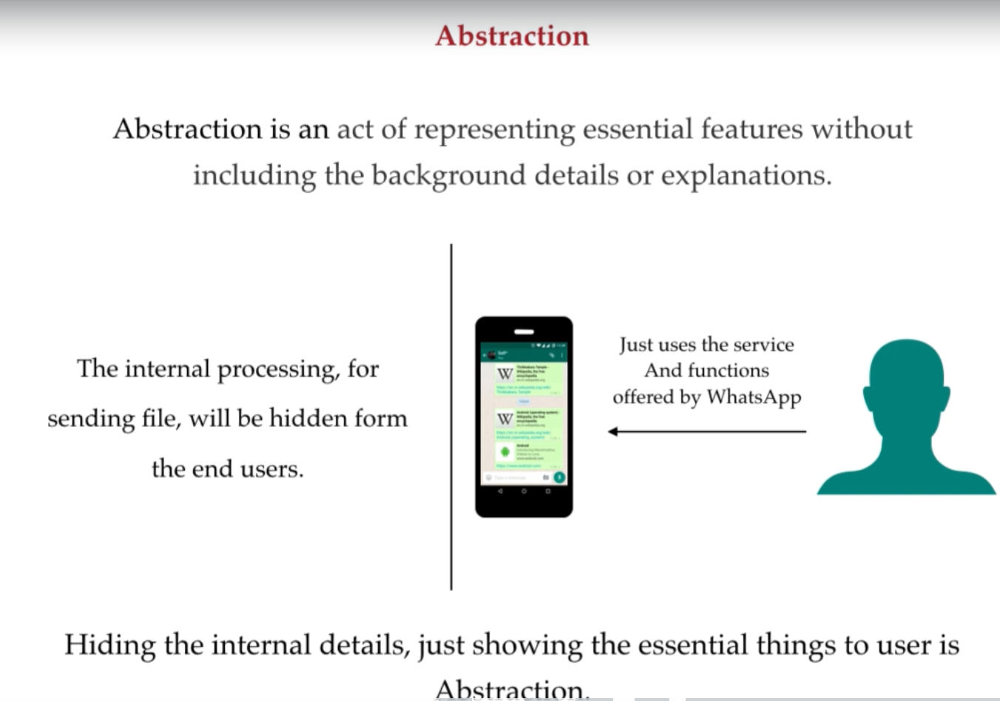 Abstraction
Abstraction is an act of representing essential features without
including the background details or explanations.
The internal processing, for
sending file, will be hidden form
the end users.
W
W
Android
Just uses the service
And functions
offered by WhatsApp
Hiding the internal details, just showing the essential things to user is
Abstraction.